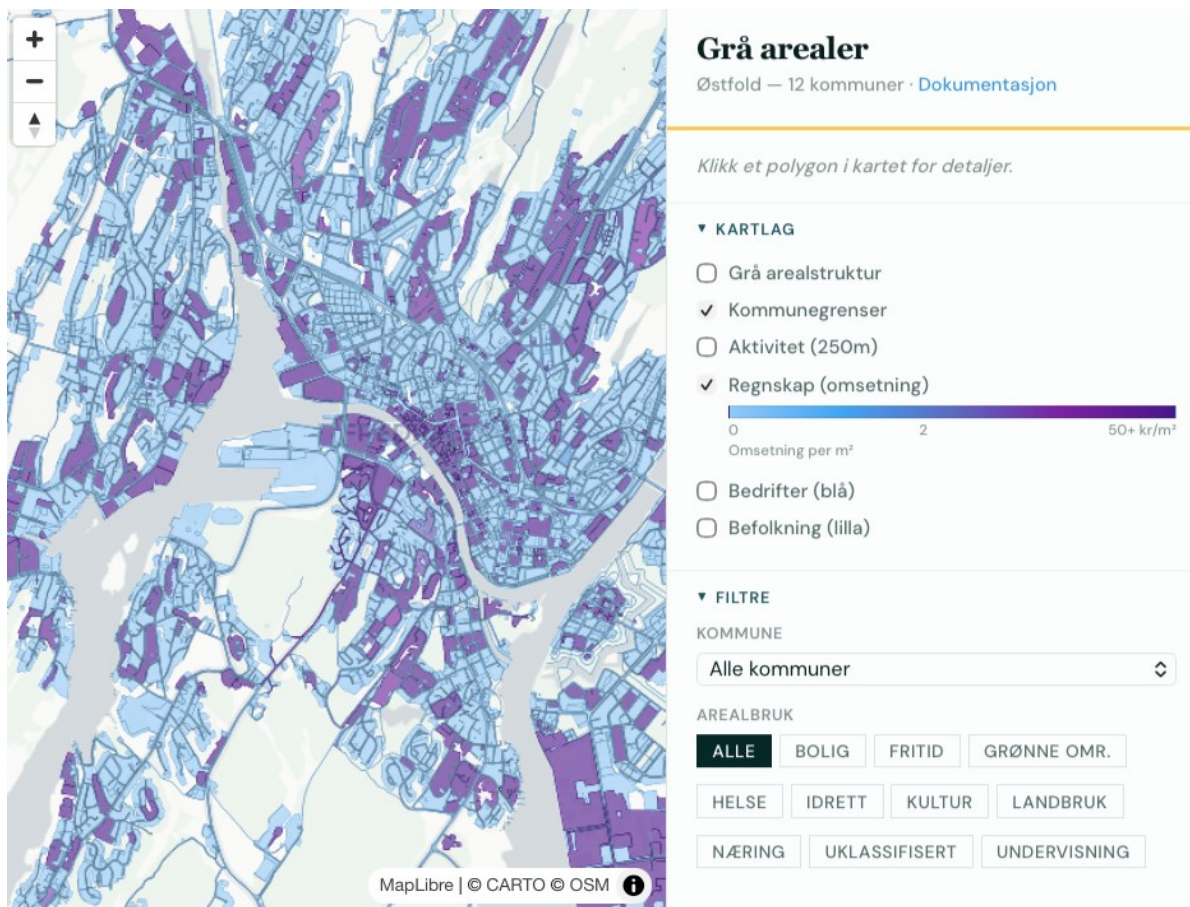 Grå arealer
Østfold — 12 kommuner · Dokumentasjon
Klikk et polygon i kartet for detaljer.
▼ KARTLAG
Grå arealstruktur
Kommunegrenser
Aktivitet (250m)
Regnskap (omsetning)
0 2 50+ kr/m²
Omsetning per m²
Bedrifter (blå)
Befolkning (lilla)
▼ FILTRE
KOMMUNE
Alle kommuner
AREALBRUK
ALLE BOLIG FRITID GRØNNE OMR.
HELSE IDRETT KULTUR LANDBRUK
NÆRING UKLASSIFISERT UNDERVISNING
MapLibre | © CARTO © OSM